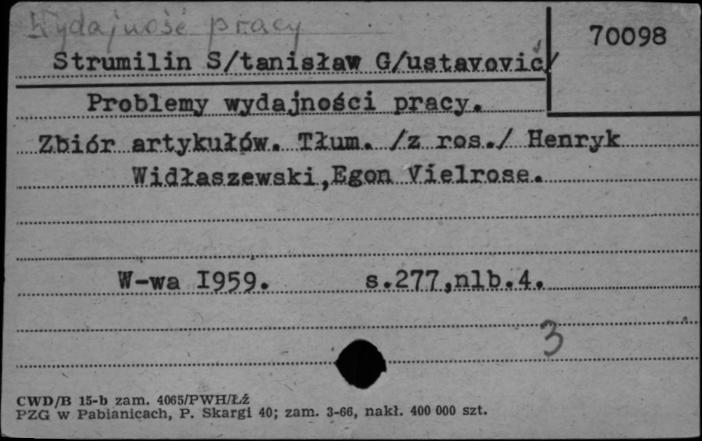 Wydajność pracy
70098
Strumilin S/tanisław G/ustavovič/
Problemy wydajności pracy.
Zbiór artykułów. Tłum. /z ros./ Henryk
Widłaszewski,Egon Vielrose.
W-wa I959. s.277,nlb.4.
3
CWD/B 15-b zam. 4065/PWH/Łź
PZG w Pabianicach, P. Skargi 40; zam. 3-66, nakł. 400 000 szt.